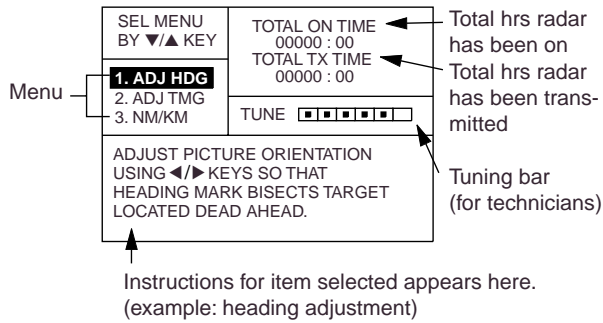 SEL MENU
BY ▼/▲ KEY
TOTAL ON TIME
00000 : 00
TOTAL TX TIME
00000 : 00
Total hrs radar
has been on
Total hrs radar
has been trans-
mitted
Menu
1. ADJ HDG
2. ADJ TMG
3. NM/KM
TUNE
ADJUST PICTURE ORIENTATION
USING ◀/▶ KEYS SO THAT
HEADING MARK BISECTS TARGET
LOCATED DEAD AHEAD.
Tuning bar
(for technicians)
Instructions for item selected appears here.
(example: heading adjustment)